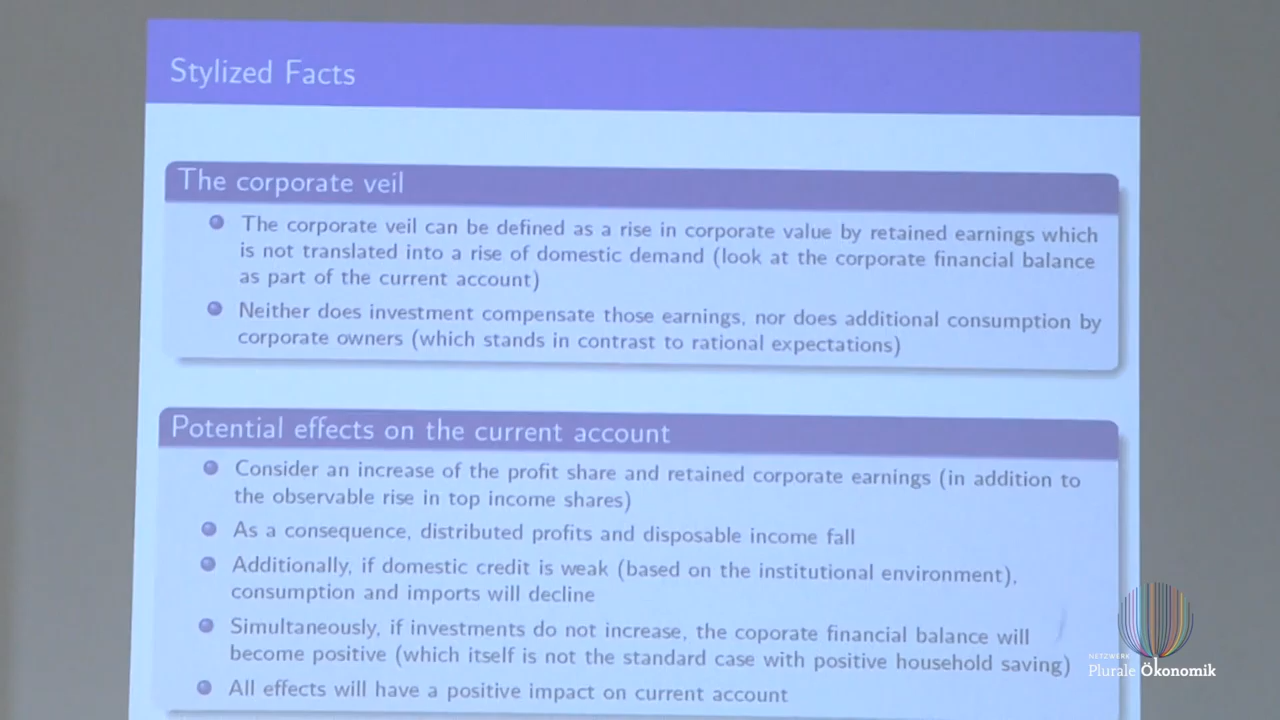 Stylized Facts
The corporate veil
The corporate veil can be defined as a rise in corporate value by retained earnings which
is not translated into a rise of domestic demand (look at the corporate financial balance
as part of the current account)
Neither does investment compensate those earnings, nor does additional consumption by
corporate owners (which stands in contrast to rational expectations)
Potential effects on the current account
Consider an increase of the profit share and retained corporate earnings (in addition to
the observable rise in top income shares)
As a consequence, distributed profits and disposable income fall
Additionally, if domestic credit is weak (based on the institutional environment),
consumption and imports will decline
Simultaneously, if investments do not increase, the coporate financial balance will
become positive (which itself is not the standard case with positive household saving)
All effects will have a positive impact on current account
NETZWERK
Plurale Ökonomik